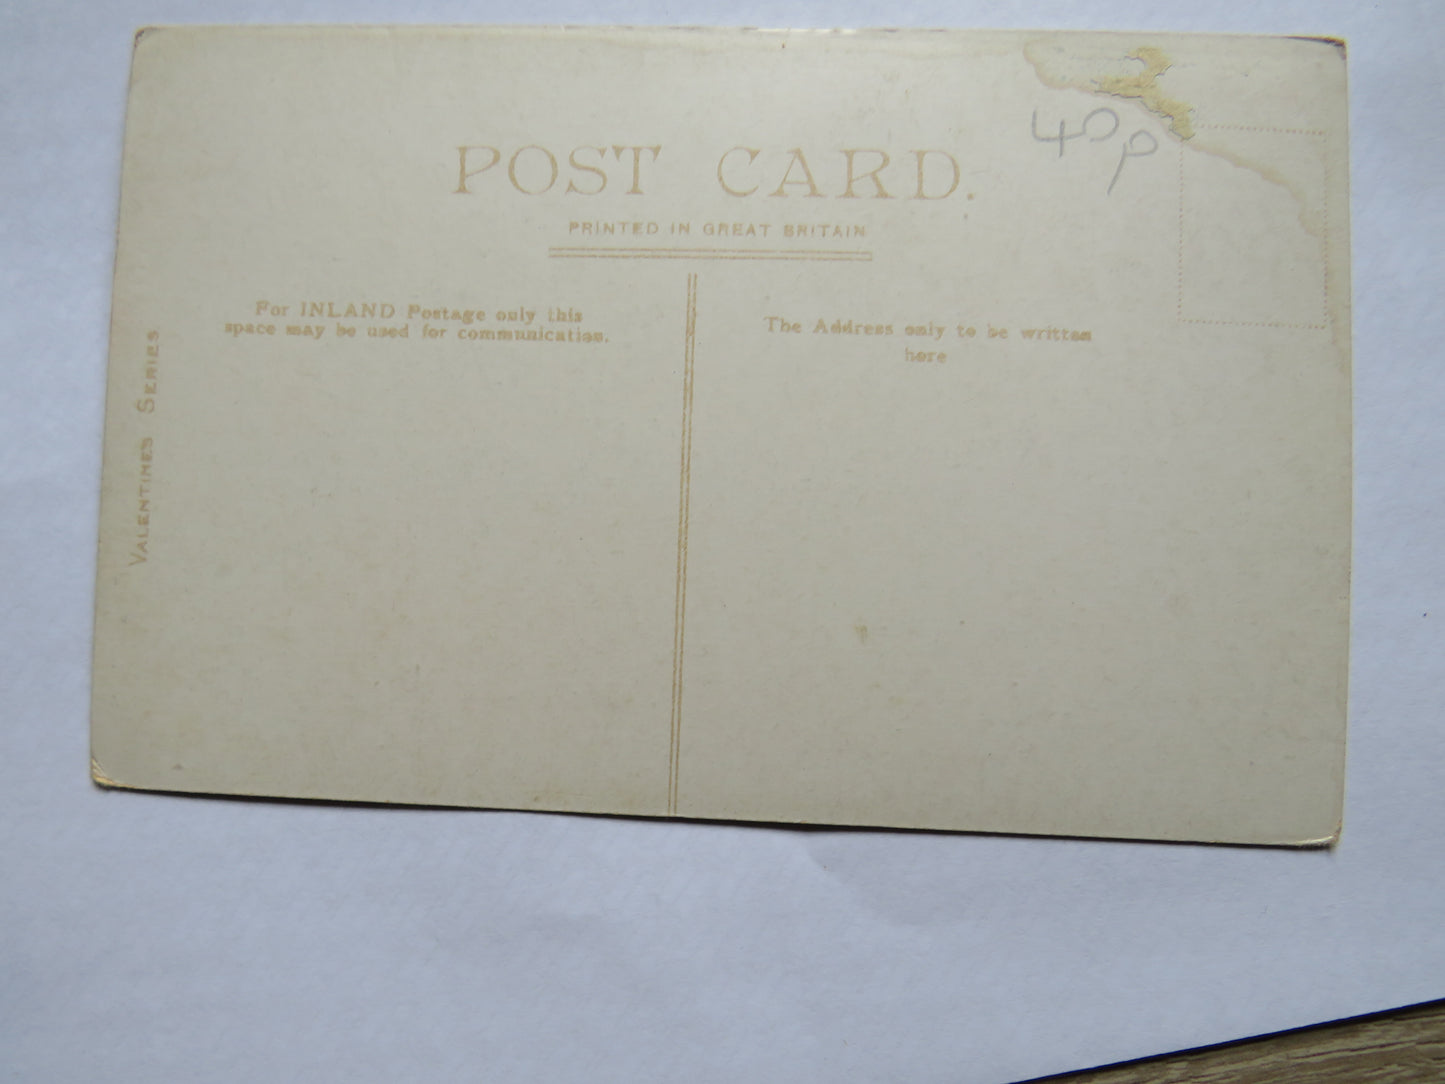 40p
POST CARD.
PRINTED IN GREAT BRITAIN
For INLAND Postage only this
space may be used for communication.
The Address only to be written
here
VALENTINES SERIES